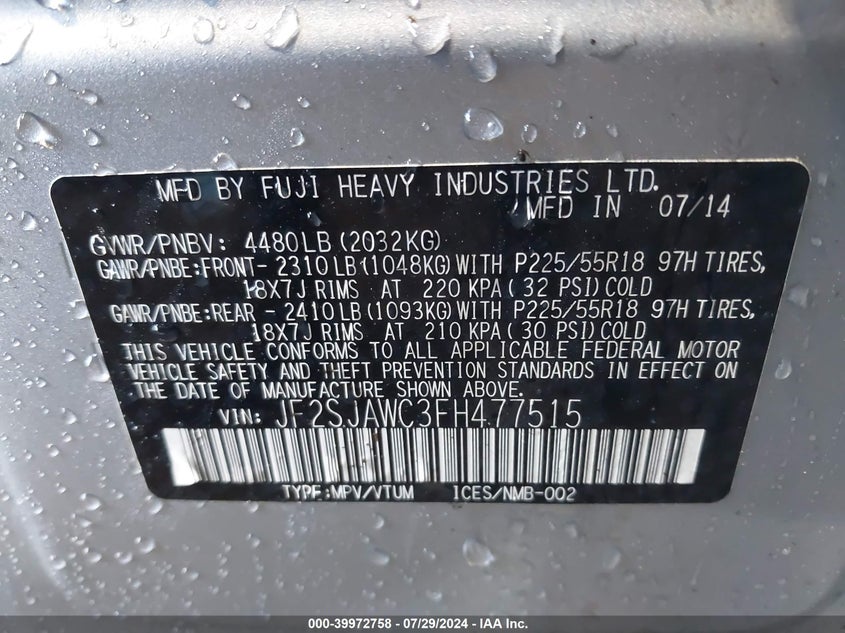 MFD BY FUJI HEAVY INDUSTRIES LTD.
MFD IN 07/14
GVWR/PNBV: 4480LB(2032KG)
GAWR/PNBE:FRONT- 2310LB(1048KG)WITH P225/55R18 97H TIRES,
18X7J RIMS AT 220 KPA(32 PSI)COLD
GAWR/PNBE:REAR - 2410LB(1093KG)WITH P225/55R18 97H TIRES,
18X7J RIMS AT 210 KPA(30 PSI)COLD
THIS VEHICLE CONFORMS TO ALL APPLICABLE FEDERAL MOTOR
VEHICLE SAFETY AND THEFT PREVENTION STANDARDS IN EFFECT ON
THE DATE OF MANUFACTURE SHOWN ABOVE.
VIN: JF2SJAWC3FH477515
TYPE:MPV/VTUM ICES/NMB-002
000-39972758 / 07/29/2024 - IAA Inc.